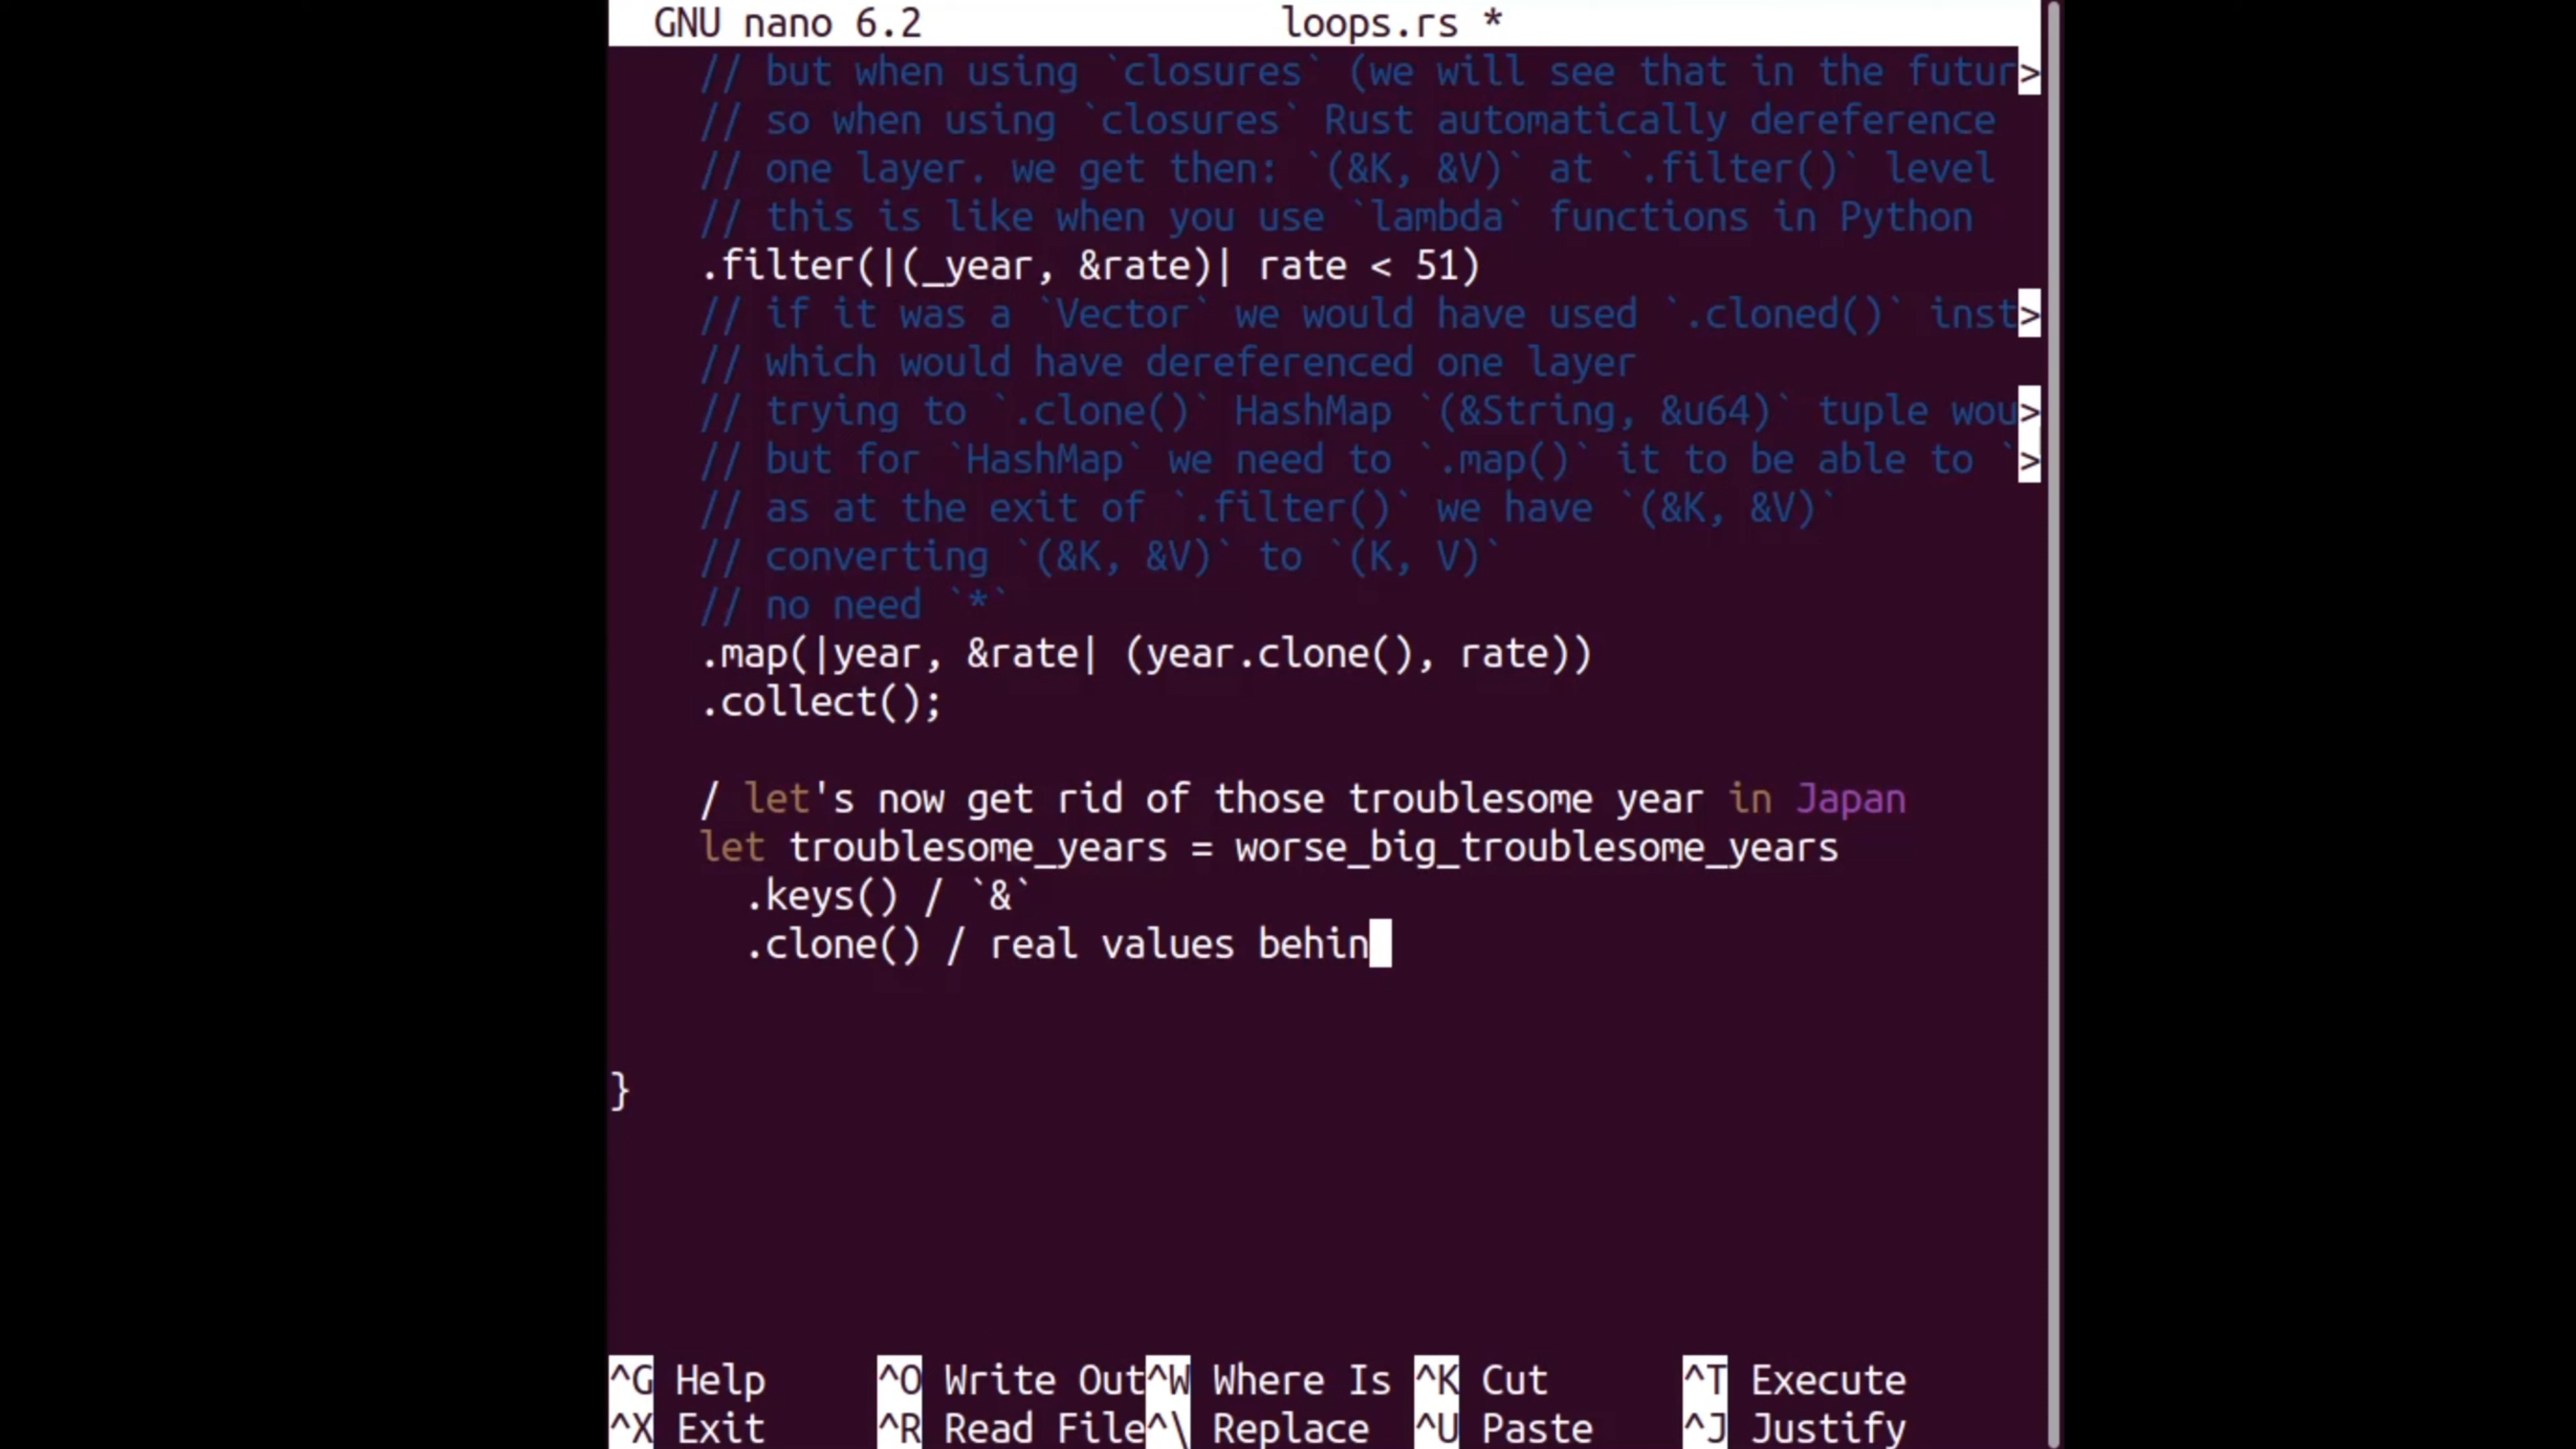 GNU nano 6.2 loops.rs *
// but when using `closures` (we will see that in the futur>
// so when using `closures` Rust automatically dereference
// one layer. we get then: `(&K, &V)` at `.filter()` level
// this is like when you use `lambda` functions in Python
.filter(|(_year, &rate)| rate < 51)
// if it was a `Vector` we would have used `.cloned()` inst>
// which would have dereferenced one layer
// trying to `.clone()` HashMap `(&String, &u64)` tuple wou>
// but for `HashMap` we need to `.map()` it to be able to `>
// as at the exit of `.filter()` we have `(&K, &V)`
// converting `(&K, &V)` to `(K, V)`
// no need `*`
.map(|year, &rate| (year.clone(), rate))
.collect();
/ let's now get rid of those troublesome year in Japan
let troublesome_years = worse_big_troublesome_years
.keys() / `&`
.clone() / real values behin
}
^G Help ^O Write Out ^W Where Is ^K Cut ^T Execute
^X Exit ^R Read File ^\ Replace ^U Paste ^J Justify